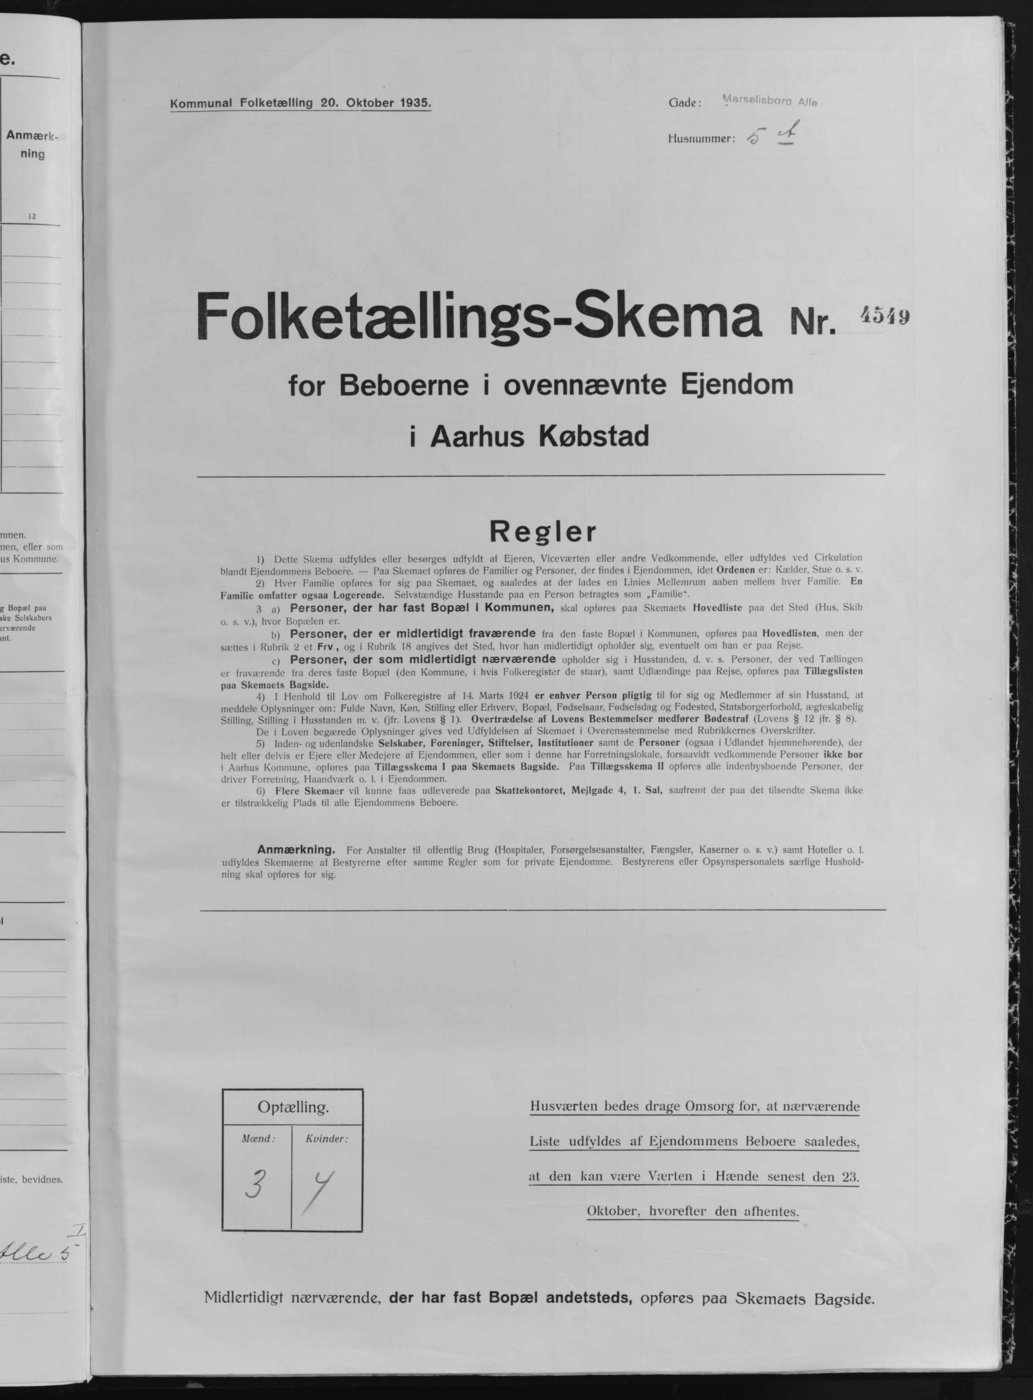 e.
Anmærk-
ning
12
mmen.
men, eller som
us Kommune.
g Bopæl paa
ske Selskabers
erværende
ant.
iste, bevidnes.
I
Alle 5
Kommunal Folketælling 20. Oktober 1935.
Gade: Marselisborg Alle
Husnummer: 5 A
Folketællings-Skema Nr. 4549
for Beboerne i ovennævnte Ejendom
i Aarhus Købstad
Regler
1) Dette Skema udfyldes eller besørges udfyldt af Ejeren, Viceværten eller andre Vedkommende, eller udfyldes ved Cirkulation
blandt Ejendommens Beboere. — Paa Skemaet opføres de Familier og Personer, der findes i Ejendommen, idet Ordenen er: Kælder, Stue o. s. v.
2) Hver Familie opføres for sig paa Skemaet, og saaledes at der lades en Linies Mellemrum aaben mellem hver Familie. En
Familie omfatter ogsaa Logerende. Selvstændige Husstande paa en Person betragtes som „Familie“.
3 a) Personer, der har fast Bopæl i Kommunen, skal opføres paa Skemaets Hovedliste paa det Sted (Hus, Skib
o. s. v.), hvor Bopælen er.
b) Personer, der er midlertidigt fraværende fra den faste Bopæl i Kommunen, opføres paa Hovedlisten, men der
sættes i Rubrik 2 et Frv., og i Rubrik 18 angives det Sted, hvor han midlertidigt opholder sig, eventuelt om han er paa Rejse.
c) Personer, der som midlertidigt nærværende opholder sig i Husstanden, d. v. s. Personer, der ved Tællingen
er fraværende fra deres faste Bopæl (den Kommune, i hvis Folkeregister de staar), samt Udlændinge paa Rejse, opføres paa Tillægslisten
paa Skemaets Bagside.
4) I Henhold til Lov om Folkeregistre af 14. Marts 1924 er enhver Person pligtig til for sig og Medlemmer af sin Husstand, at
meddele Oplysninger om: Fulde Navn, Køn, Stilling eller Erhverv, Bopæl, Fødselsaar, Fødselsdag og Fødested, Statsborgerforhold, ægteskabelig
Stilling, Stilling i Husstanden m. v. (jfr. Lovens § 1). Overtrædelse af Lovens Bestemmelser medfører Bødestraf (Lovens § 12 jfr. § 8).
De i Loven begærede Oplysninger gives ved Udfyldelsen af Skemaet i Overensstemmelse med Rubrikkernes Overskrifter.
5) Inden- og udenlandske Selskaber, Foreninger, Stiftelser, Institutioner samt de Personer (ogsaa i Udlandet hjemmehørende), der
helt eller delvis er Ejere eller Medejere af Ejendommen, eller som i denne har Forretningslokale, forsaavidt vedkommende Personer ikke bor
i Aarhus Kommune, opføres paa Tillægsskema I paa Skemaets Bagside. Paa Tillægsskema II opføres alle indenbysboende Personer, der
driver Forretning, Haandværk o. l. i Ejendommen.
6) Flere Skemaer vil kunne faas udleverede paa Skattekontoret, Mejlgade 4, 1. Sal, saafremt der paa det tilsendte Skema ikke
er tilstrækkelig Plads til alle Ejendommens Beboere.
Anmærkning. For Anstalter til offentlig Brug (Hospitaler, Forsørgelsesanstalter, Fængsler, Kaserner o. s. v.) samt Hoteller o. l.
udfyldes Skemaerne af Bestyrerne efter samme Regler som for private Ejendomme. Bestyrerens eller Opsynspersonalets særlige Hushold-
ning skal opføres for sig.
Optælling.
Mænd: Kvinder:
3 4
Husværten bedes drage Omsorg for, at nærværende
Liste udfyldes af Ejendommens Beboere saaledes,
at den kan være Værten i Hænde senest den 23.
Oktober, hvorefter den afhentes.
Midlertidigt nærværende, der har fast Bopæl andetsteds, opføres paa Skemaets Bagside.